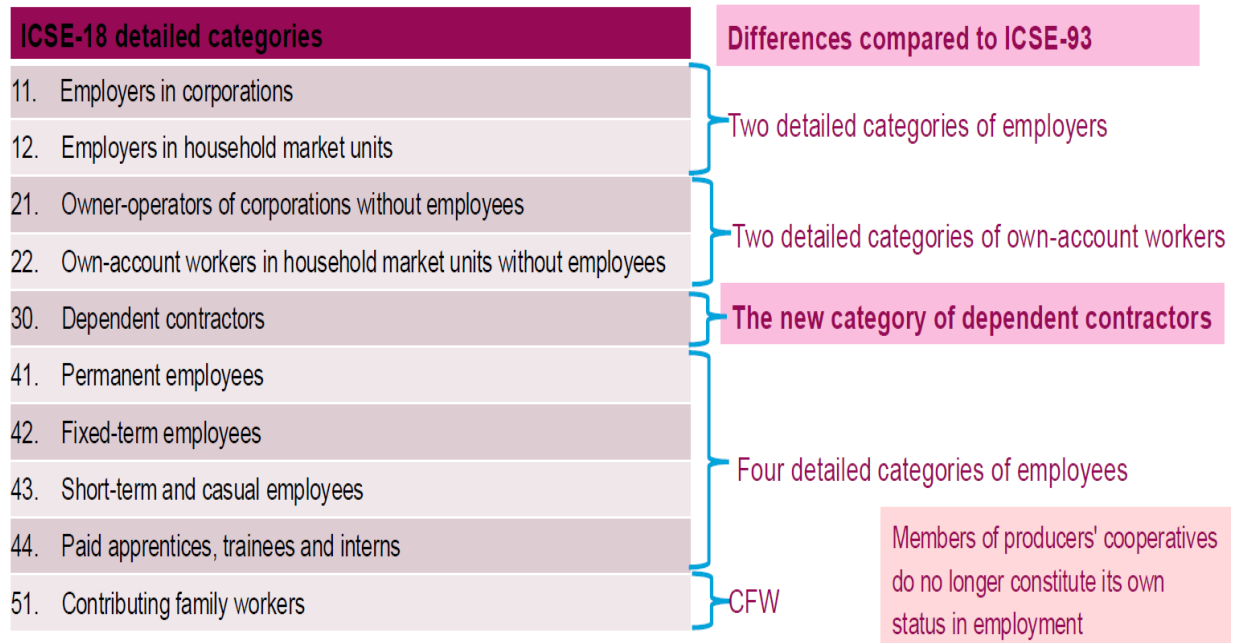 ICSE-18 detailed categories
Differences compared to ICSE-93
11. Employers in corporations
12. Employers in household market units
Two detailed categories of employers
21. Owner-operators of corporations without employees
22. Own-account workers in household market units without employees
Two detailed categories of own-account workers
30. Dependent contractors
The new category of dependent contractors
41. Permanent employees
42. Fixed-term employees
43. Short-term and casual employees
44. Paid apprentices, trainees and interns
Four detailed categories of employees
51. Contributing family workers
CFW
Members of producers' cooperatives
do no longer constitute its own
status in employment